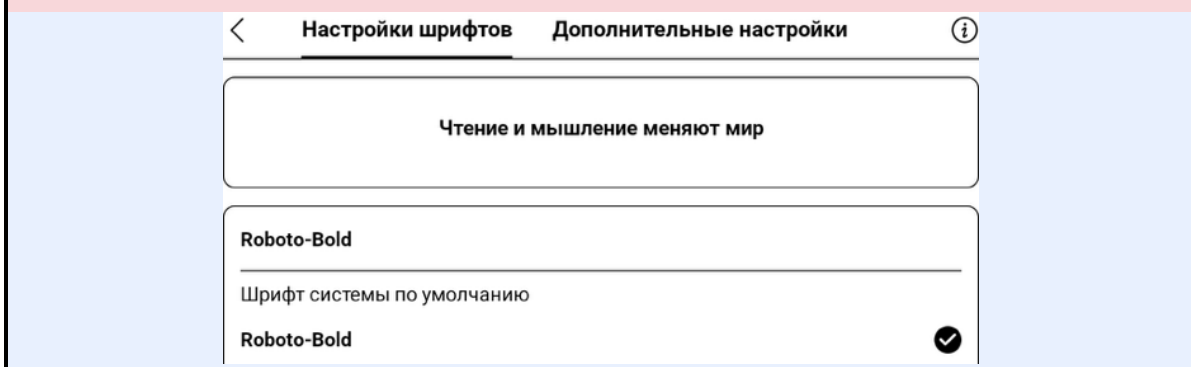 Настройки шрифтов Дополнительные настройки
Чтение и мышление меняют мир
Roboto-Bold
Шрифт системы по умолчанию
Roboto-Bold